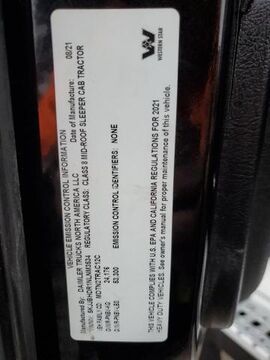 VEHICLE EMISSION CONTROL INFORMATION
Manufactured By: DAIMLER TRUCKS NORTH AMERICA LLC Date of Manufacture: 08/21
REGULATORY CLASS: CLASS 8 MID-ROOF SLEEPER CAB TRACTOR
EMISSION CONTROL IDENTIFIERS: NONE
THIS VEHICLE COMPLIES WITH U.S. EPA AND CALIFORNIA REGULATIONS FOR 2021
HEAVY DUTY VEHICLES. See owners manual for proper maintenance of this vehicle.
WESTERN STAR